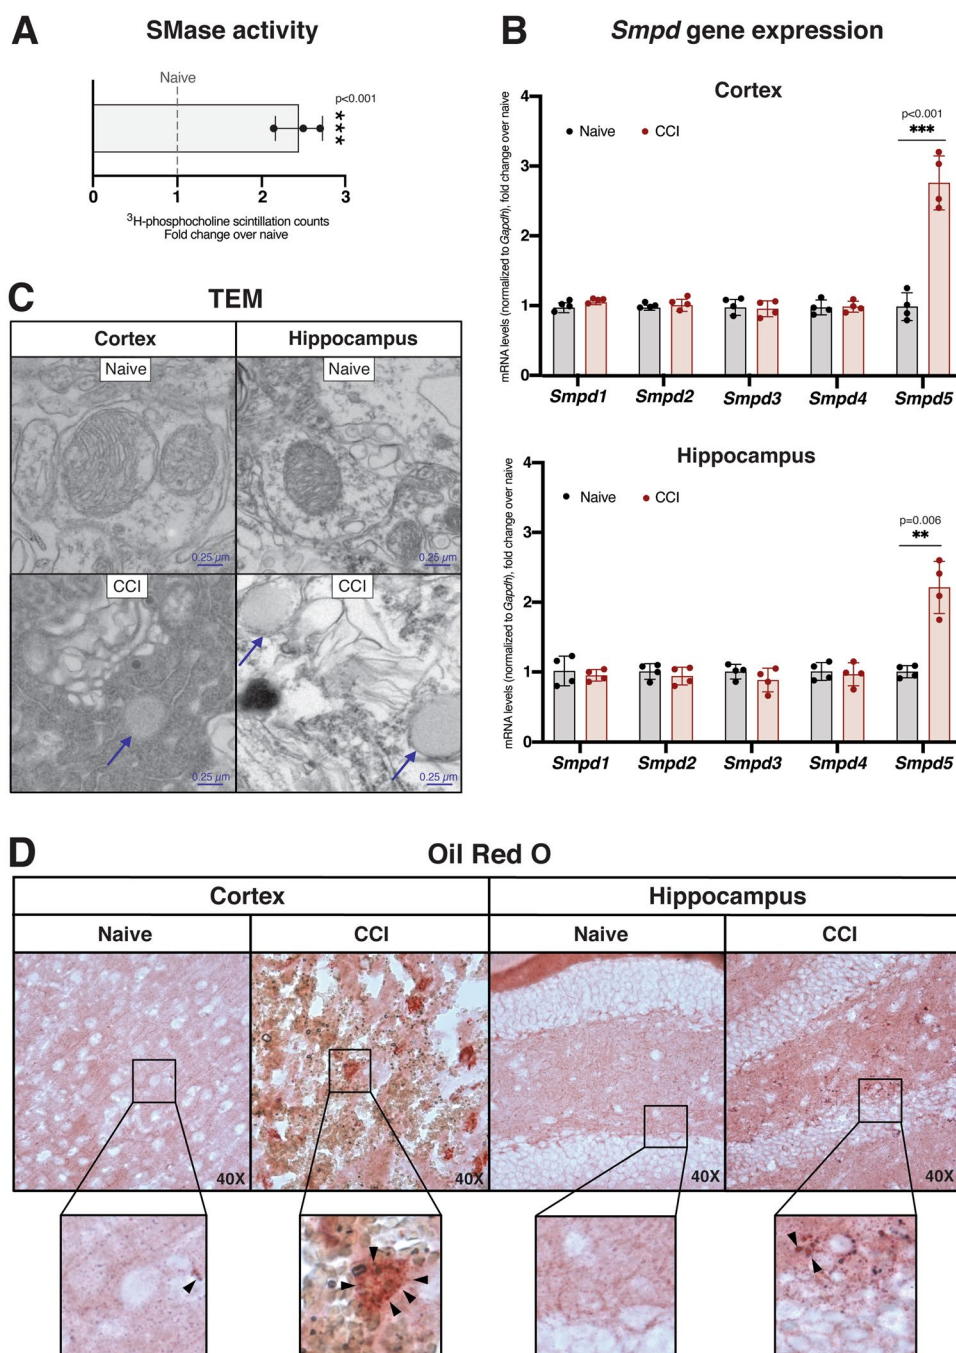 A
SMase activity
Naive
p<0.001
***
0 1 2 3
³H-phosphocholine scintillation counts
Fold change over naive
B
Smpd gene expression
Cortex
mRNA levels (normalized to Gapdh), fold change over naive
4
3
2
1
0
Naive CCI
p<0.001
***
Smpd1 Smpd2 Smpd3 Smpd4 Smpd5
Hippocampus
mRNA levels (normalized to Gapdh), fold change over naive
4
3
2
1
0
Naive CCI
p=0.006
**
Smpd1 Smpd2 Smpd3 Smpd4 Smpd5
C
TEM
Cortex Hippocampus
Naive Naive
0.25 µm 0.25 µm
CCI CCI
0.25 µm 0.25 µm
D
Oil Red O
Cortex Hippocampus
Naive CCI Naive CCI
40X 40X 40X 40X